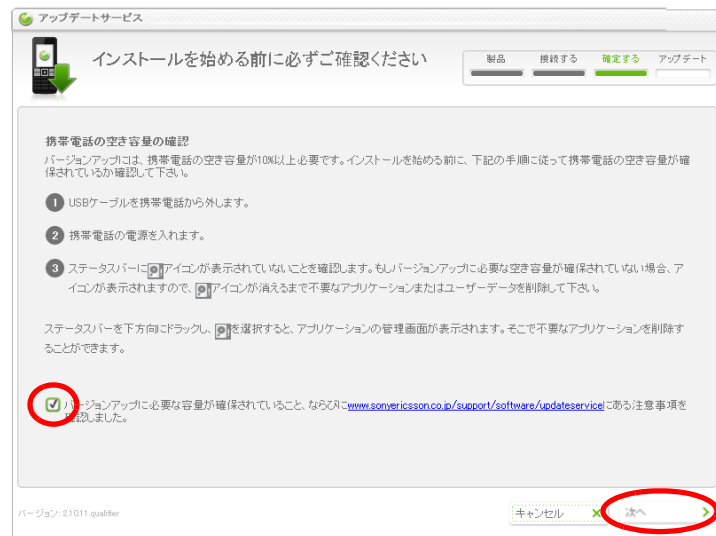 アップデートサービス
インストールを始める前に必ずご確認ください
製品 接続する 確定する アップデート
携帯電話の空き容量の確認
バージョンアップには、携帯電話の空き容量が10%以上必要です。インストールを始める前に、下記の手順に従って携帯電話の空き容量が確
保されているか確認して下さい。
1 USBケーブルを携帯電話から外します。
2 携帯電話の電源を入れます。
3 ステータスバーにアイコンが表示されていないことを確認します。もしバージョンアップに必要な空き容量が確保されていない場合、ア
イコンが表示されますので、アイコンが消えるまで不要なアプリケーションまたはユーザーデータを削除して下さい。
ステータスバーを下方向にドラックし、を選択すると、アプリケーションの管理画面が表示されます。そこで不要なアプリケーションを削除す
ることができます。
バージョンアップに必要な容量が確保されていること、ならびにwww.sonyericsson.co.jp/support/software/updateserviceにある注意事項を
確認しました。
バージョン: 2.10.11.qualifier
キャンセル 次へ